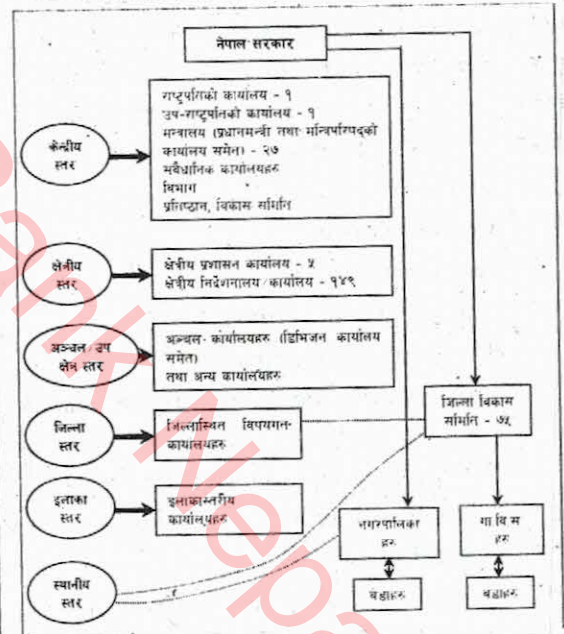 नेपाल सरकार
केन्द्रीय
स्तर
राष्ट्रपतिको कार्यालय - १
उप-राष्ट्रपतिको कार्यालय - १
मन्त्रालय (प्रधानमन्त्री तथा मन्त्रिपरिषद्को
कार्यालय समेत) - २७
संवैधानिक कार्यालयहरु
विभाग
प्रतिष्ठान, विकास समिति
क्षेत्रीय
स्तर
क्षेत्रीय प्रशासन कार्यालय - ५
क्षेत्रीय निर्देशनालय/कार्यालय - १४९
अञ्चल/उप
क्षेत्र स्तर
अञ्चल कार्यालयहरु (डिभिजन कार्यालय
समेत)
तथा अन्य कार्यालयहरु
जिल्ला विकास
समिति - ७५
जिल्ला
स्तर
जिल्लास्थित विषयगत
कार्यालयहरु
इलाका
स्तर
इलाकास्तरीय
कार्यालयहरु
नगरपालिका
हरु
गा वि स
हरु
स्थानीय
स्तर
वडाहरु
वडाहरु
Bank Nepa